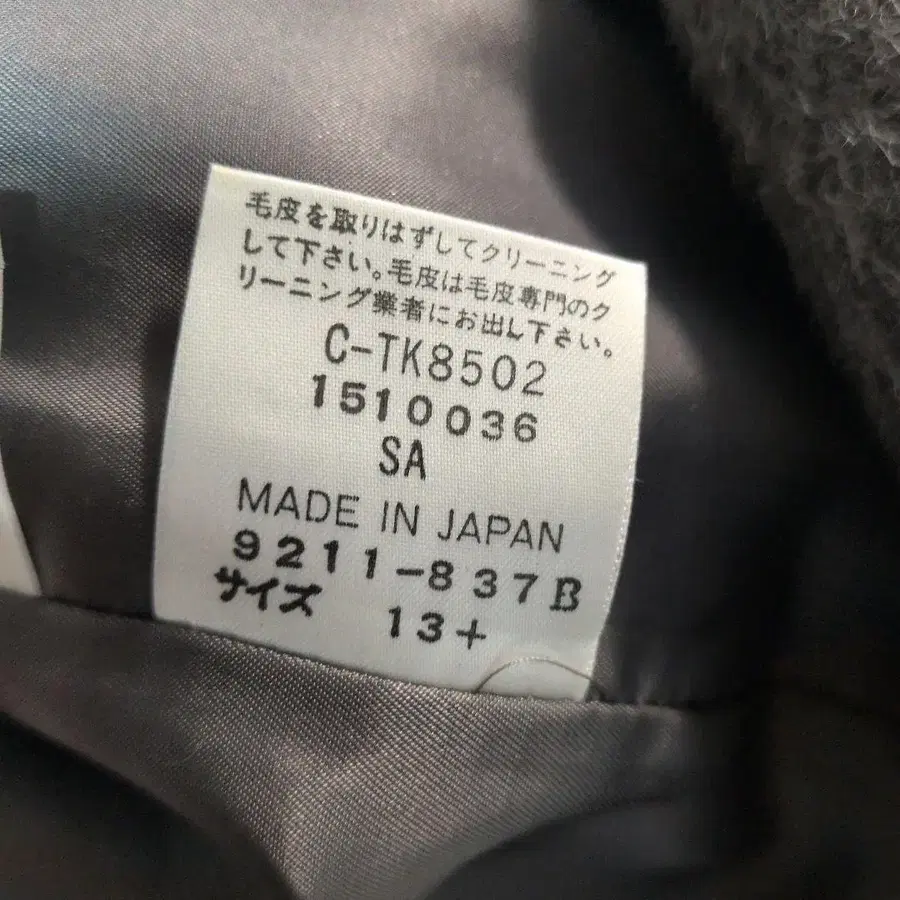 毛皮を取りはずしてクリーニング
して下さい。毛皮は毛皮専門のク
リーニング業者にお出し下さい。
C-TK8502
1510036
SA
MADE IN JAPAN
9211-837B
サイズ 13+